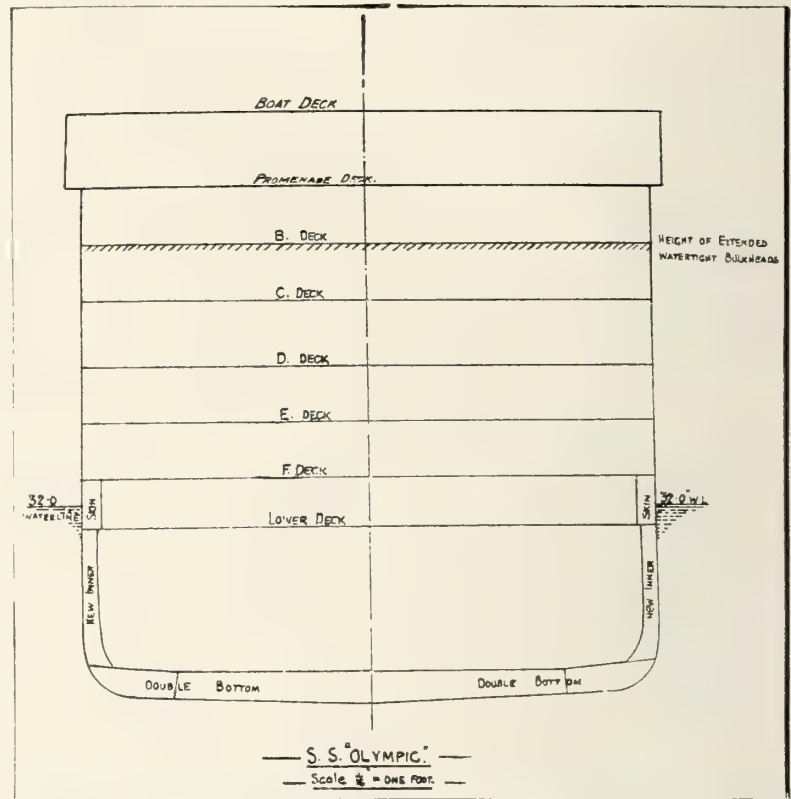 BOAT DECK
PROMENADE DECK.
B. DECK
HEIGHT OF EXTENDED
WATERTIGHT BULKHEADS
C. DECK
D. DECK
E. DECK
F. DECK
32-0
WATERLINE
SKIN
LOWER DECK
SKIN
32'-0" W L
NEW INNER
NEW INNER
DOUBLE BOTTOM
DOUBLE BOTTOM
S. S. "OLYMPIC."
Scale = ONE FOOT.